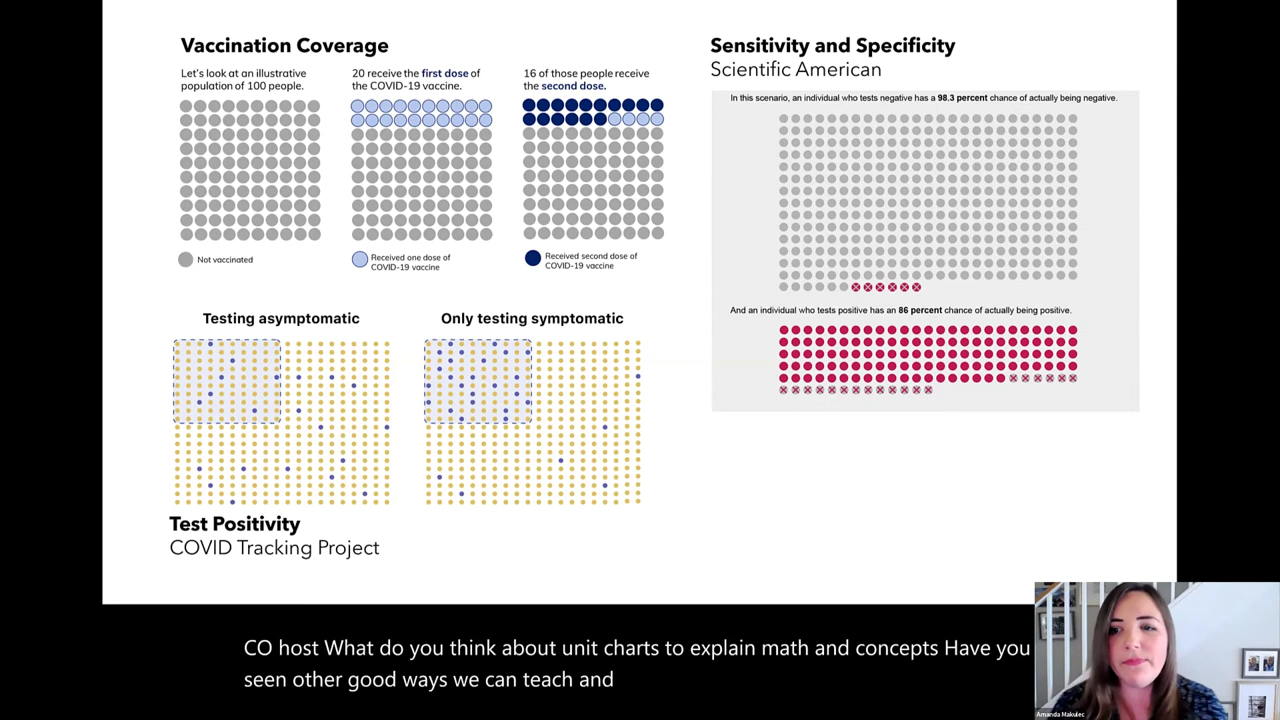 Vaccination Coverage
Let's look at an illustrative
population of 100 people.
20 receive the first dose of
the COVID-19 vaccine.
16 of those people receive
the second dose.
Not vaccinated
Received one dose of
COVID-19 vaccine
Received second dose of
COVID-19 vaccine
Testing asymptomatic
Only testing symptomatic
Test Positivity
COVID Tracking Project
Sensitivity and Specificity
Scientific American
In this scenario, an individual who tests negative has a 98.3 percent chance of actually being negative.
And an individual who tests positive has an 86 percent chance of actually being positive.
CO host What do you think about unit charts to explain math and concepts Have you
seen other good ways we can teach and
Amanda Makulec